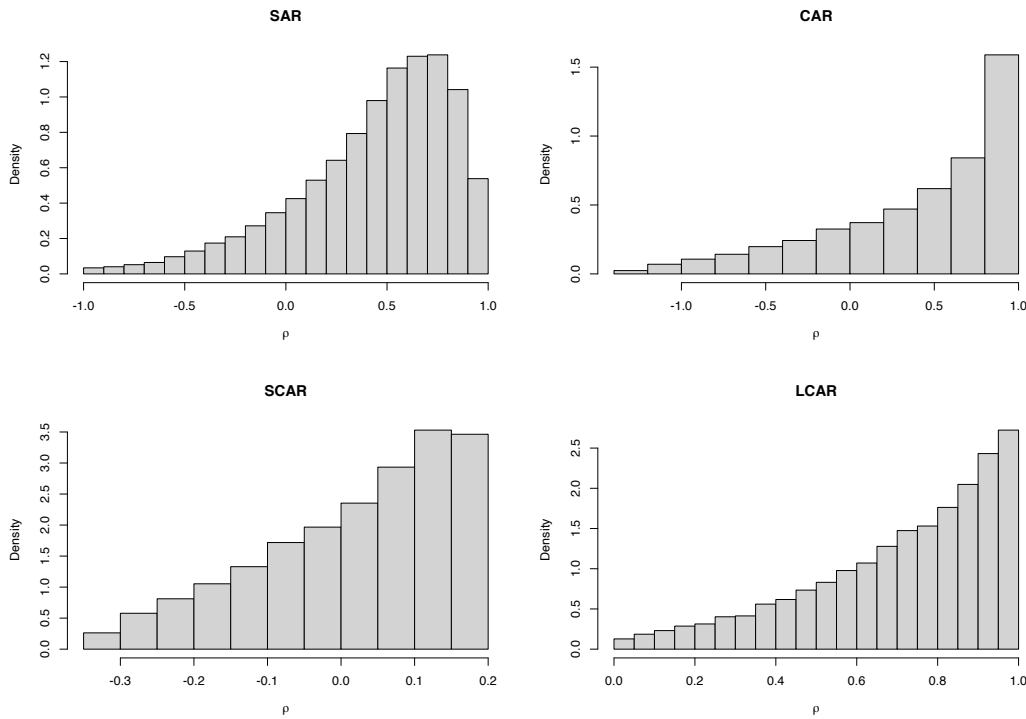 SAR
Density
0.0 0.2 0.4 0.6 0.8 1.0 1.2
-1.0 -0.5 0.0 0.5 1.0
ρ
CAR
Density
0.0 0.5 1.0 1.5
-1.0 -0.5 0.0 0.5 1.0
ρ
SCAR
Density
0.0 0.5 1.0 1.5 2.0 2.5 3.0 3.5
-0.3 -0.2 -0.1 0.0 0.1 0.2
ρ
LCAR
Density
0.0 0.5 1.0 1.5 2.0 2.5
0.0 0.2 0.4 0.6 0.8 1.0
ρ